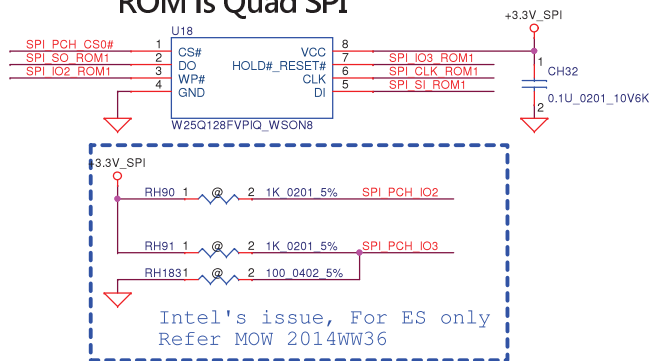 ROM is Quad SPI
U18
+3.3V_SPI
SPI_PCH_CS0# 1 CS# VCC 8
SPI_SO_ROM1 2 DO HOLD#_RESET# 7 SPI_IO3_ROM1
SPI_IO2_ROM1 3 WP# CLK 6 SPI_CLK_ROM1
4 GND DI 5 SPI_SI_ROM1
1
CH32
0.1U_0201_10V6K
2
W25Q128FVPIQ_WSON8
+3.3V_SPI
RH90 1 @ 2 1K_0201_5% SPI_PCH_IO2
RH91 1 @ 2 1K_0201_5% SPI_PCH_IO3
RH183 1 @ 2 100_0402_5%
Intel's issue, For ES only
Refer MOW 2014WW36